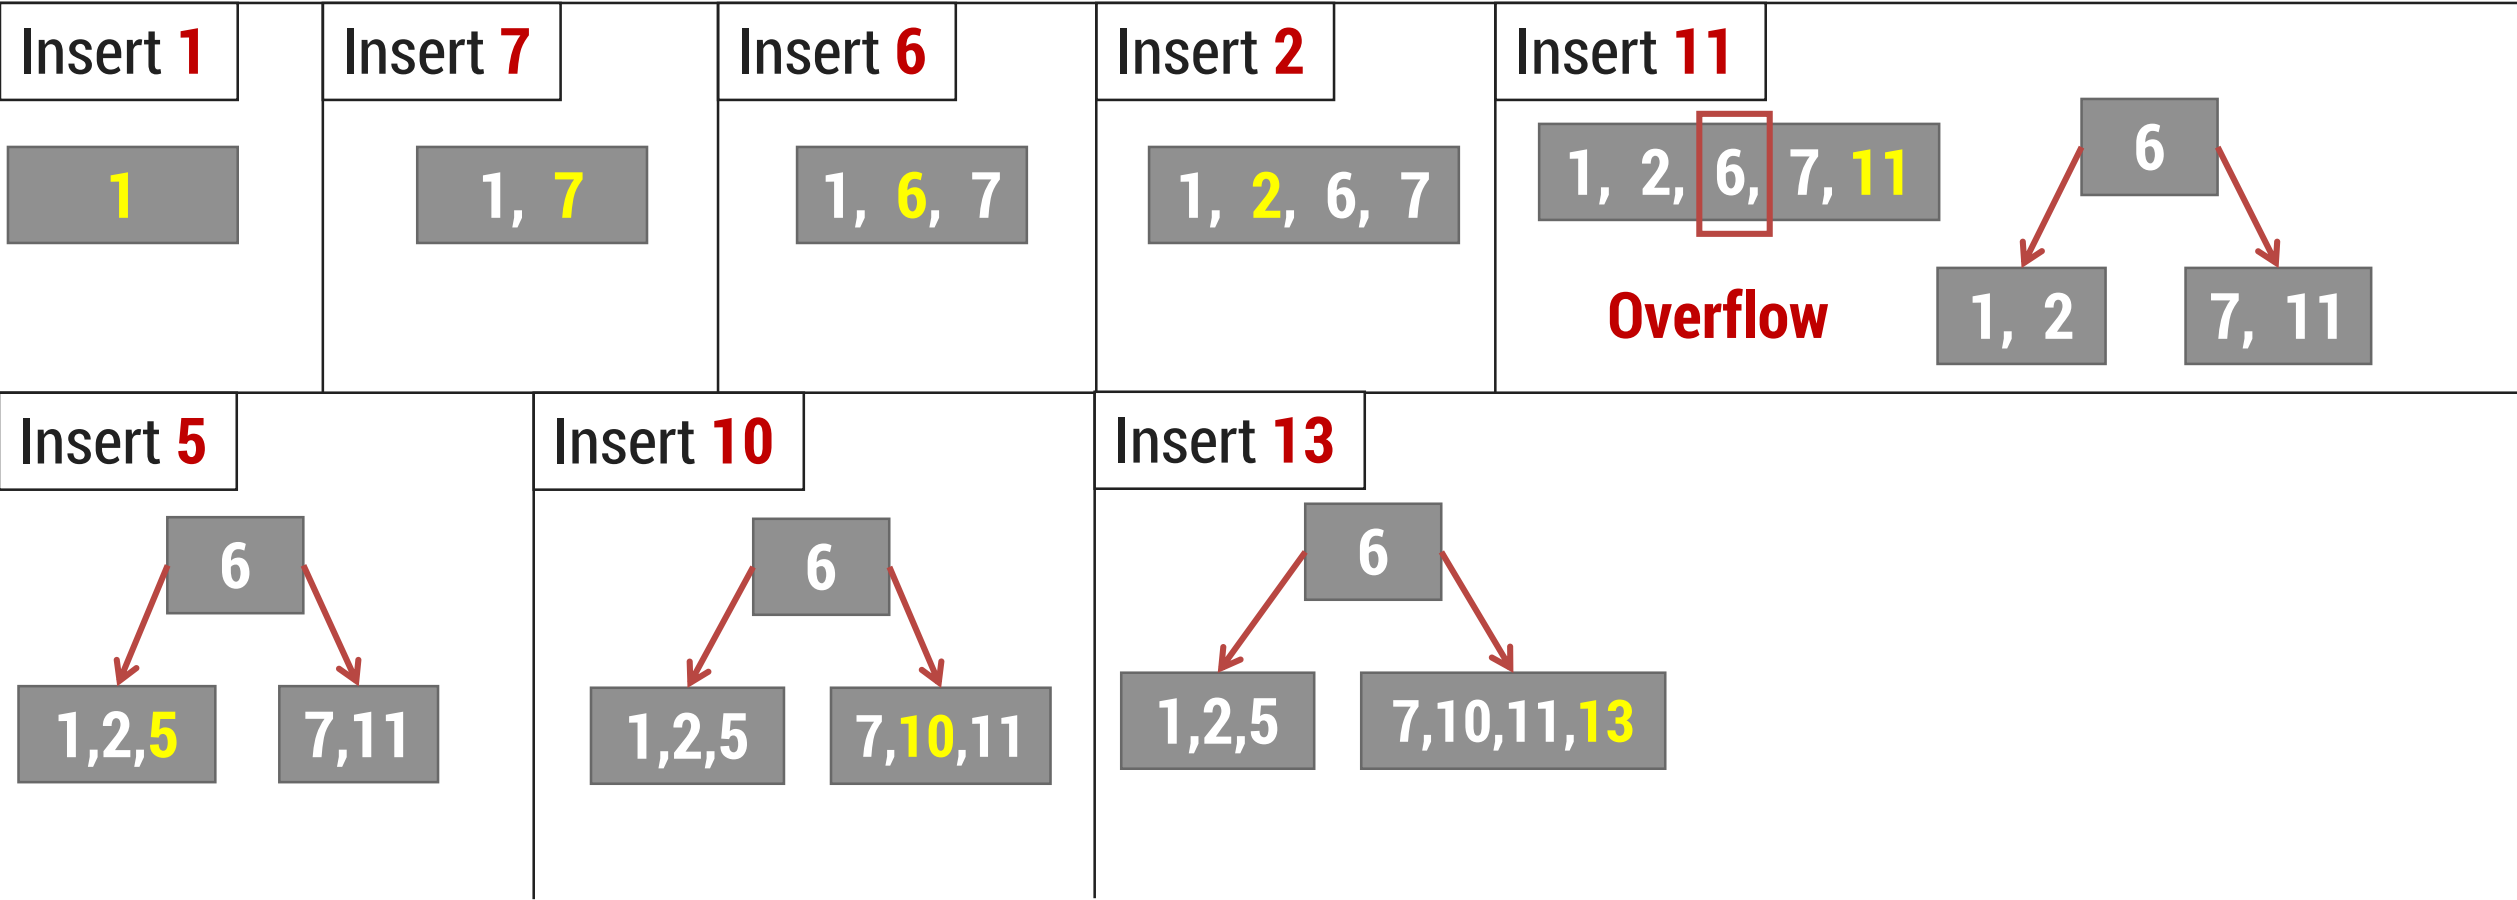 Insert 1
1
Insert 7
1, 7
Insert 6
1, 6, 7
Insert 2
1, 2, 6, 7
Insert 11
1, 2, 6, 7, 11
Overflow
6
1, 2
7, 11
Insert 5
6
1,2,5
7,11
Insert 10
6
1,2,5
7,10,11
Insert 13
6
1,2,5
7,10,11,13